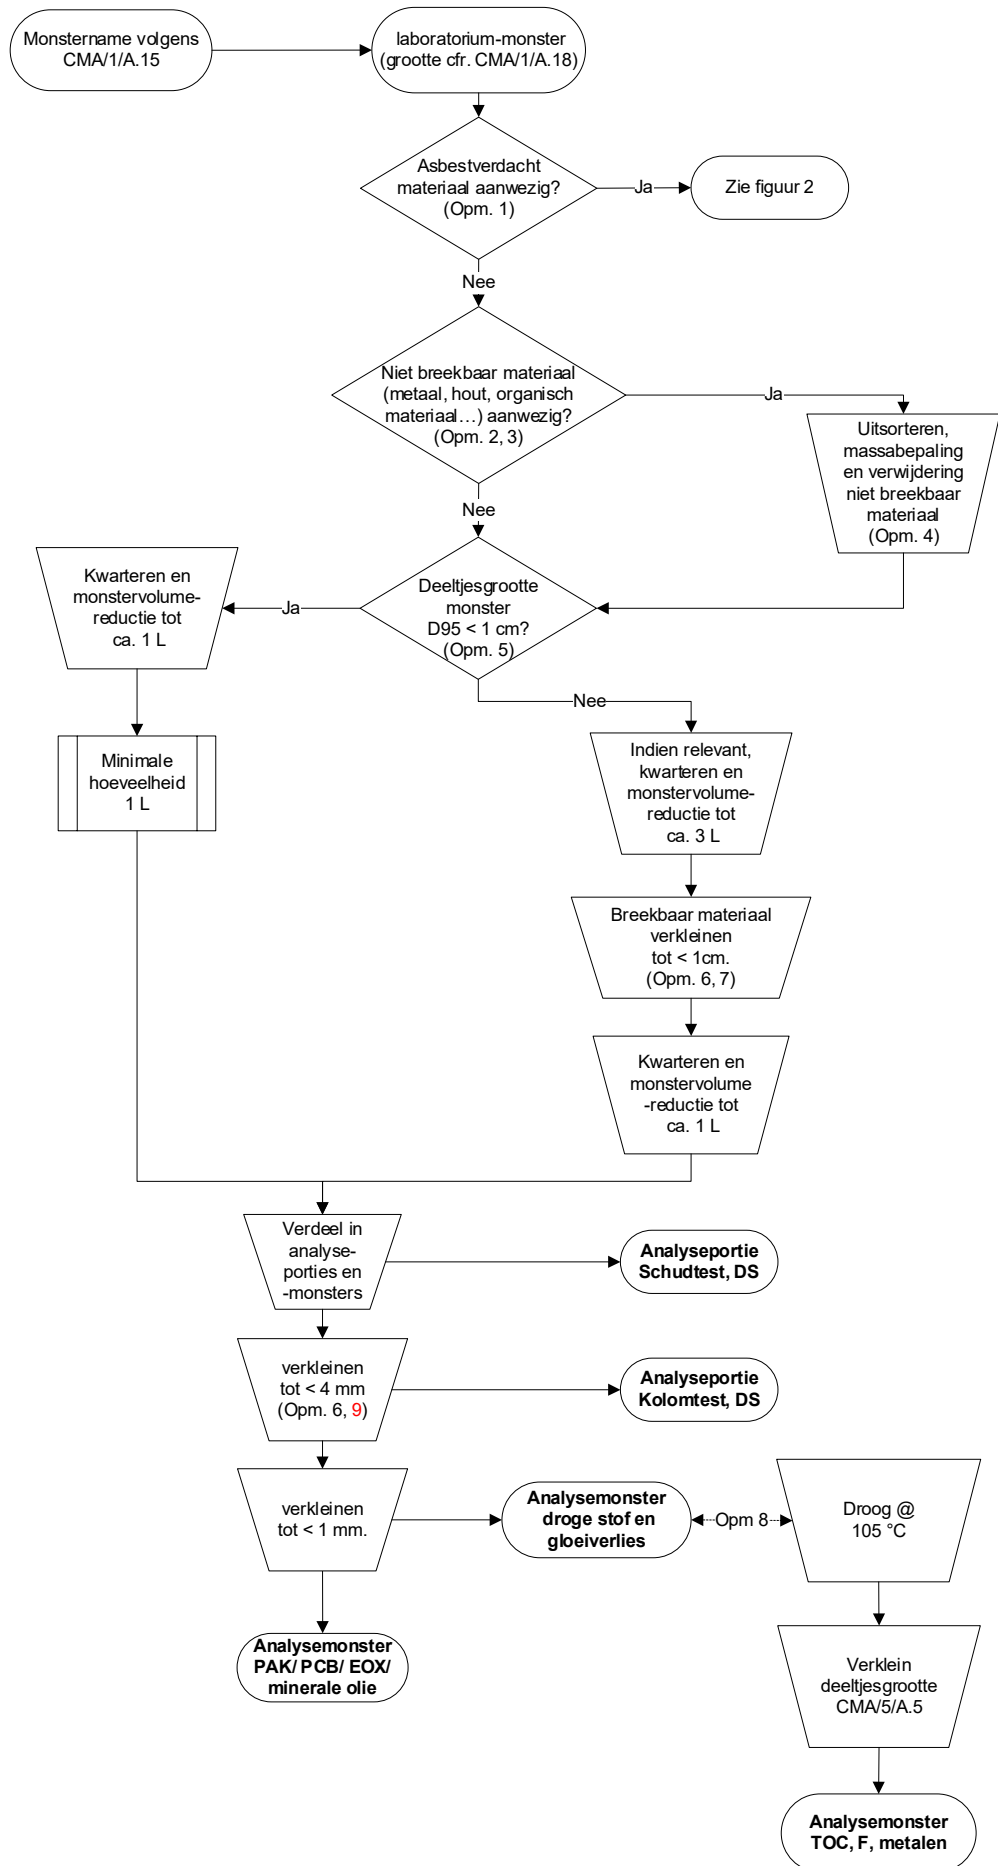 Monstername volgens
CMA/1/A.15
laboratorium-monster
(grootte cfr. CMA/1/A.18)
Asbestverdacht
materiaal aanwezig?
(Opm. 1)
Ja
Zie figuur 2
Nee
Niet breekbaar materiaal
(metaal, hout, organisch
materiaal…) aanwezig?
(Opm. 2, 3)
Ja
Uitsorteren,
massabepaling
en verwijdering
niet breekbaar
materiaal
(Opm. 4)
Nee
Deeltjesgrootte
monster
D95 < 1 cm?
(Opm. 5)
Ja
Kwarteren en
monstervolume-
reductie tot
ca. 1 L
Minimale
hoeveelheid
1 L
Nee
Indien relevant,
kwarteren en
monstervolume-
reductie tot
ca. 3 L
Breekbaar materiaal
verkleinen
tot < 1cm.
(Opm. 6, 7)
Kwarteren en
monstervolume
-reductie tot
ca. 1 L
Verdeel in
analyse-
porties en
-monsters
Analyseportie
Schudtest, DS
verkleinen
tot < 4 mm
(Opm. 6, 9)
Analyseportie
Kolomtest, DS
verkleinen
tot < 1 mm.
Analysemonster
droge stof en
gloeiverlies
Opm 8
Droog @
105 °C
Analysemonster
PAK/ PCB/ EOX/
minerale olie
Verklein
deeltjesgrootte
CMA/5/A.5
Analysemonster
TOC, F, metalen